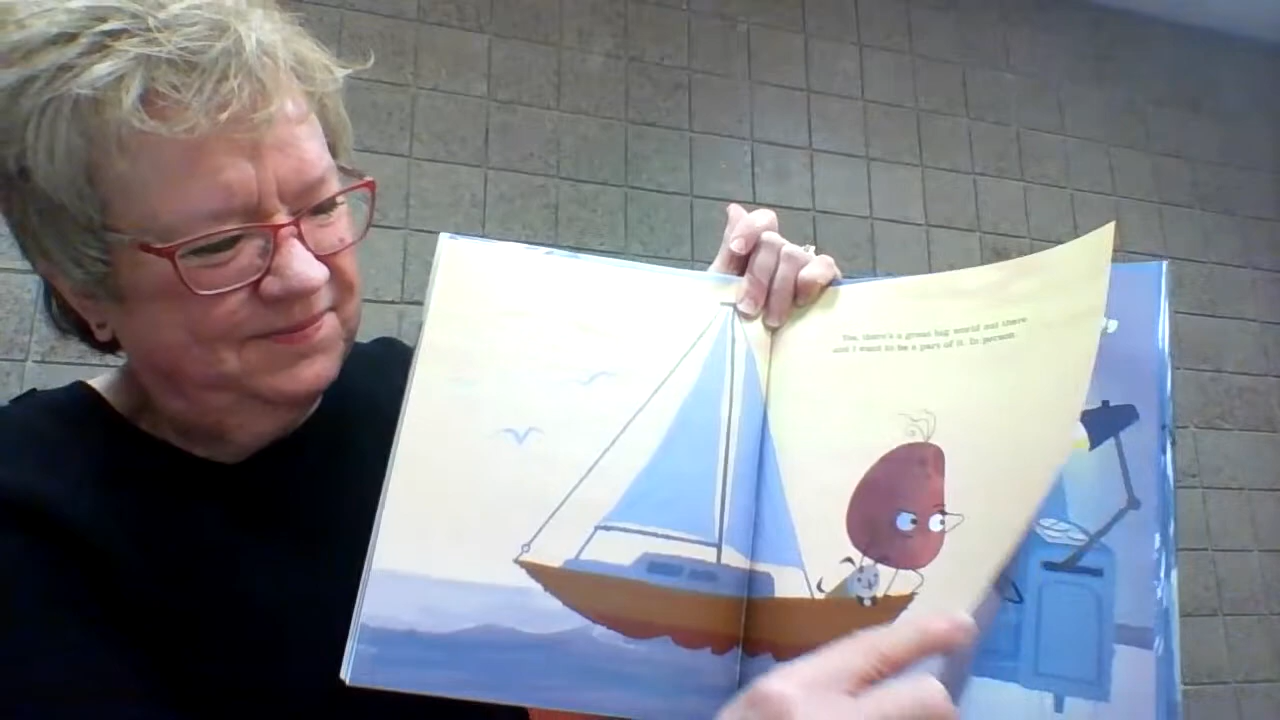 Yes, there's a great big world out there
and I want to be a part of it. In person.